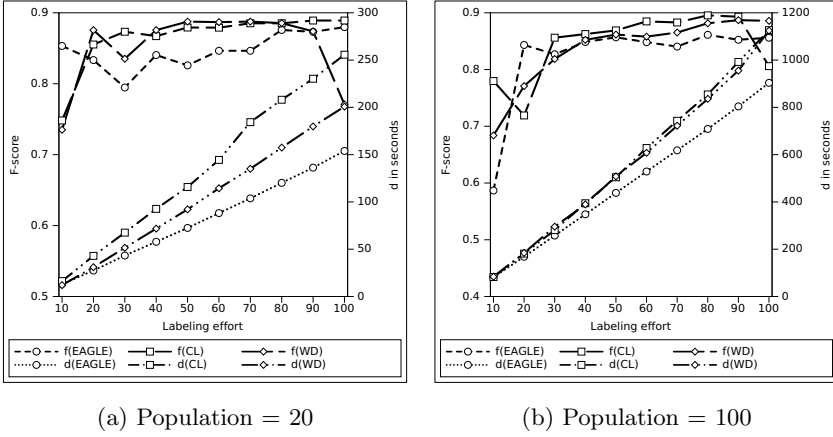 0.9 300 0.9 1200
250 1000
0.8 0.8
200 800
0.7
0.7 150 600
0.6
100 400
0.6
0.5 200
50
0.5 0 0.4 0
10 20 30 40 50 60 70 80 90 100 10 20 30 40 50 60 70 80 90 100
F-score d in seconds F-score d in seconds
Labeling effort Labeling effort
f(EAGLE) f(CL) f(WD) f(EAGLE) f(CL) f(WD)
d(EAGLE) d(CL) d(WD) d(EAGLE) d(CL) d(WD)
(a) Population = 20 (b) Population = 100